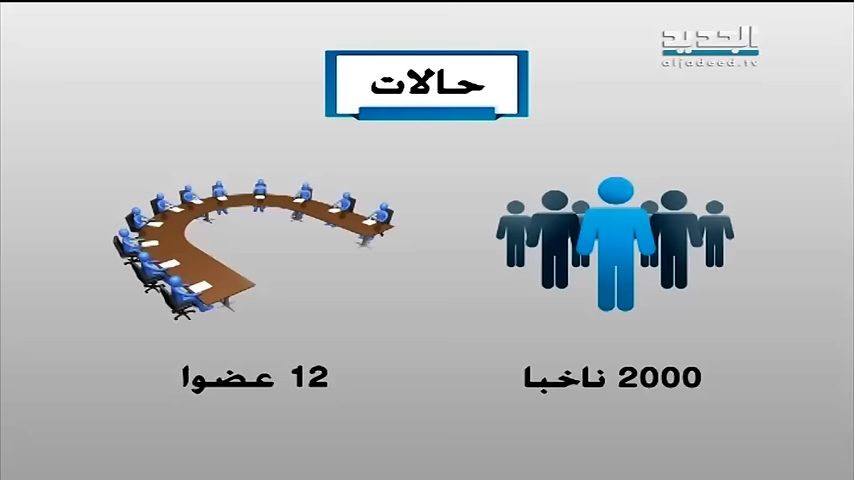 الجديد
aljadeed.tv
حالات
2000 ناخبا
12 عضوا